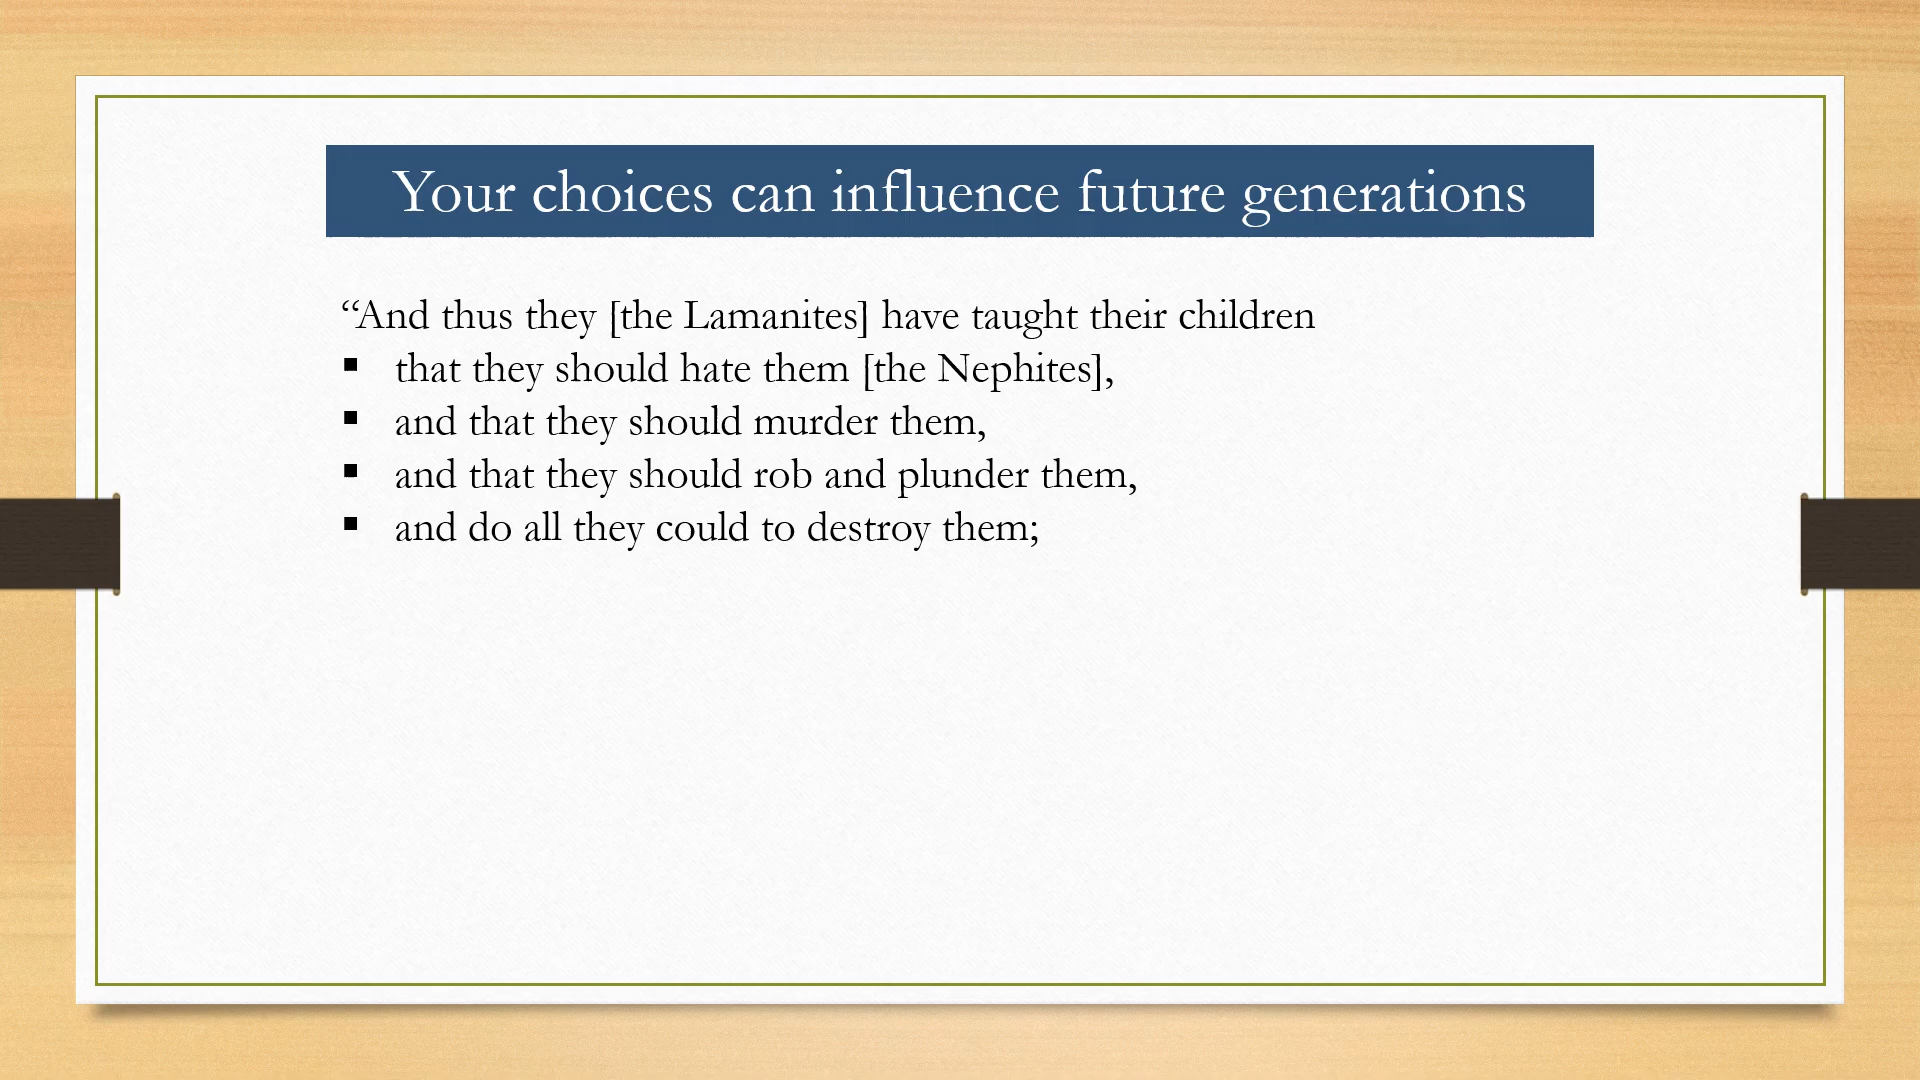 Your choices can influence future generations
“And thus they [the Lamanites] have taught their children
▪ that they should hate them [the Nephites],
▪ and that they should murder them,
▪ and that they should rob and plunder them,
▪ and do all they could to destroy them;